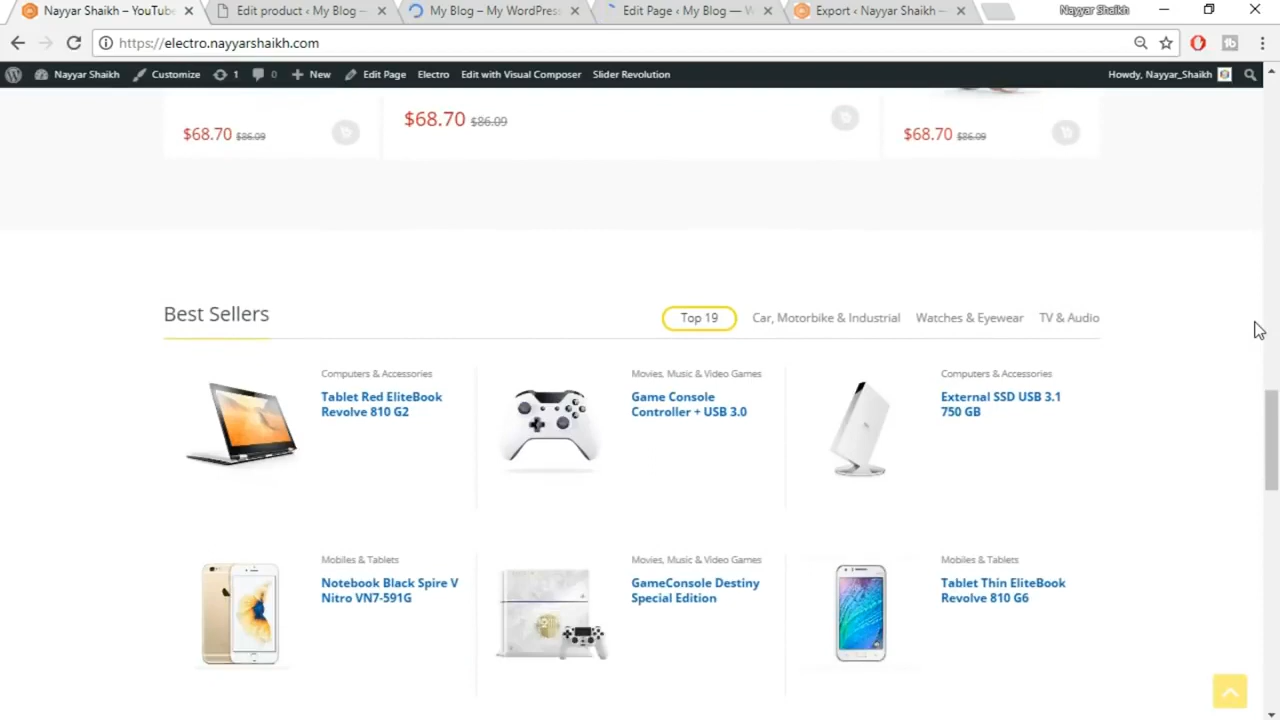 Nayyar Shaikh – YouTube
Edit product ‹ My Blog –
My Blog – My WordPress
Edit Page ‹ My Blog — W
Export ‹ Nayyar Shaikh –
Nayyar Shaikh
https://electro.nayyarshaikh.com
Nayyar Shaikh Customize 1 0 New Edit Page Electro Edit with Visual Composer Slider Revolution Howdy, Nayyar_Shaikh
$68.70 $86.09
$68.70 $86.09
$68.70 $86.09
Best Sellers
Top 19 Car, Motorbike & Industrial Watches & Eyewear TV & Audio
Computers & Accessories
Tablet Red EliteBook
Revolve 810 G2
Movies, Music & Video Games
Game Console
Controller + USB 3.0
Computers & Accessories
External SSD USB 3.1
750 GB
Mobiles & Tablets
Notebook Black Spire V
Nitro VN7-591G
Movies, Music & Video Games
GameConsole Destiny
Special Edition
Mobiles & Tablets
Tablet Thin EliteBook
Revolve 810 G6